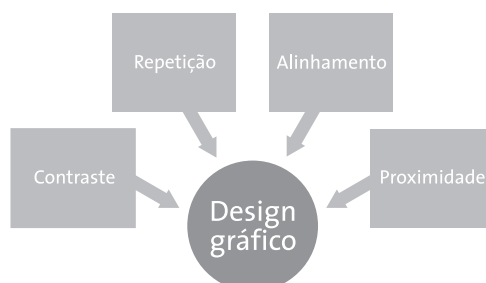 Repetição
Alinhamento
Contraste
Proximidade
Design
gráfico